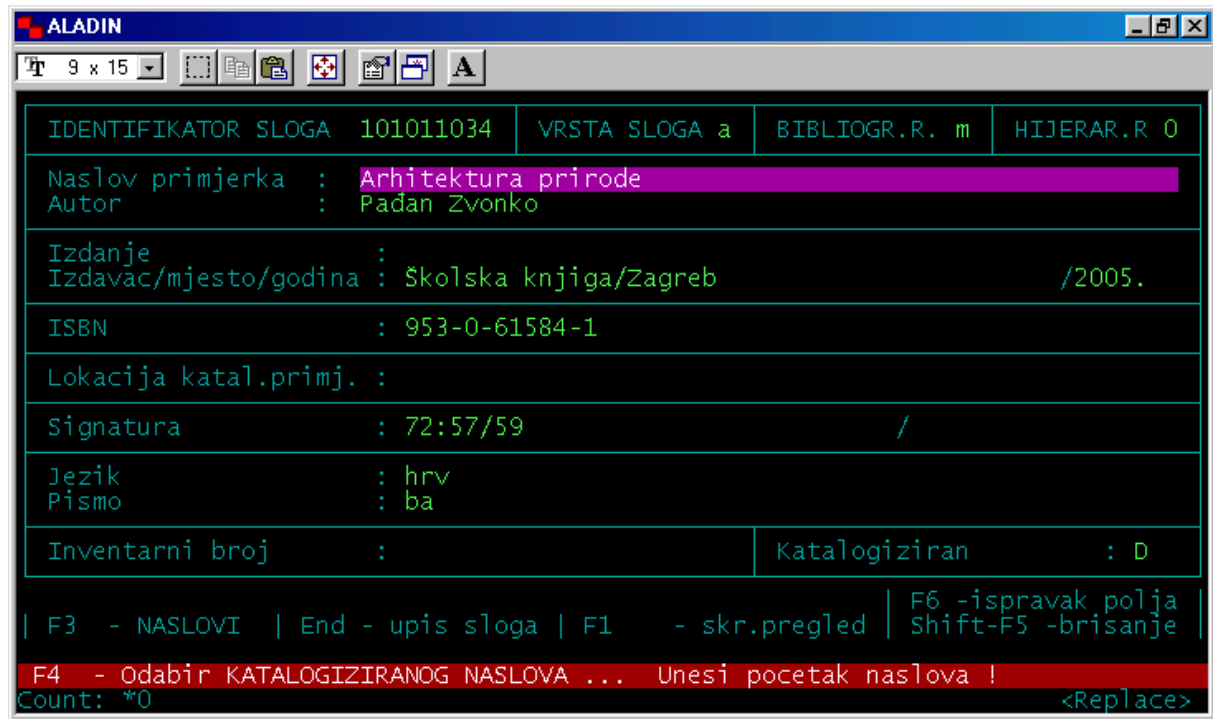 ALADIN
9 x 15
A
IDENTIFIKATOR SLOGA 101011034 VRSTA SLOGA a BIBLIOGR.R. m HIJERAR.R 0
Naslov primjerka : Arhitektura prirode
Autor : Pađan Zvonko
Izdanje :
Izdavac/mjesto/godina : Školska knjiga/Zagreb /2005.
ISBN : 953-0-61584-1
Lokacija katal.primj. :
Signatura : 72:57/59 /
Jezik : hrv
Pismo : ba
Inventarni broj : Katalogiziran : D
| F6 -ispravak polja |
| F3 - NASLOVI | End - upis sloga | F1 - skr.pregled | Shift-F5 -brisanje |
F4 - Odabir KATALOGIZIRANOG NASLOVA ... Unesi pocetak naslova !
Count: *0 <Replace>